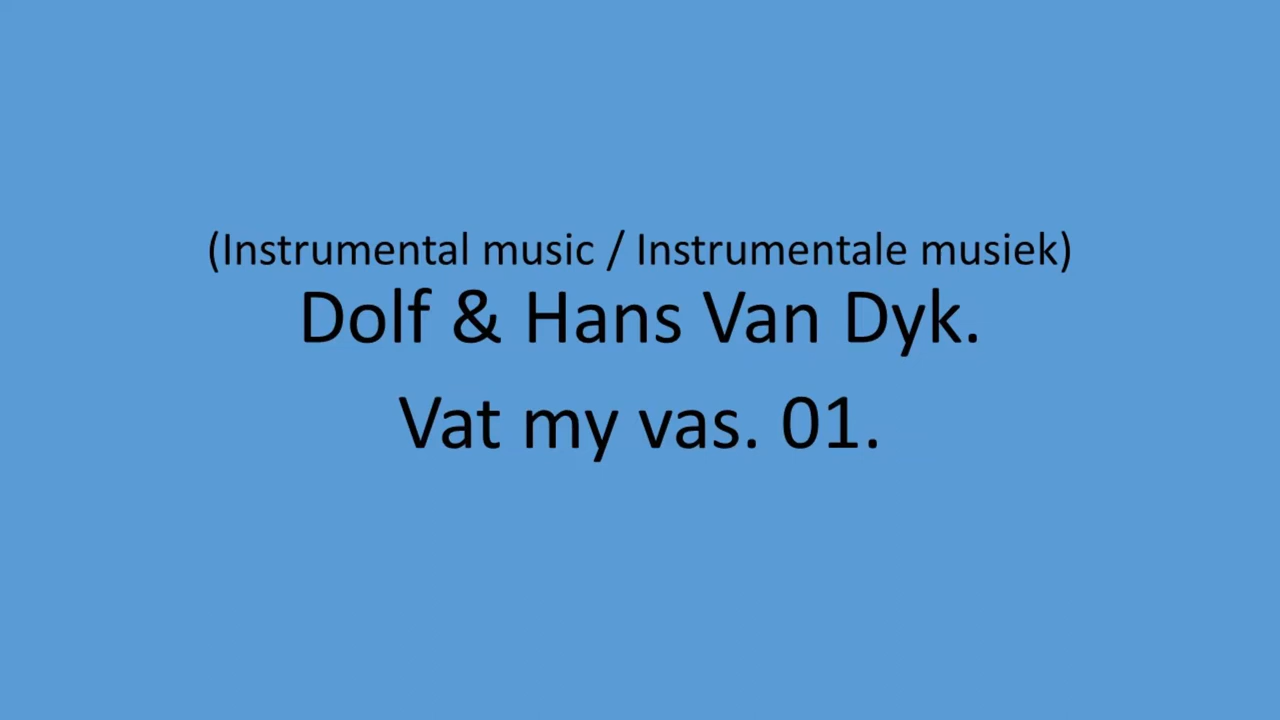 (Instrumental music / Instrumentale musiek)
Dolf & Hans Van Dyk.
Vat my vas. 01.